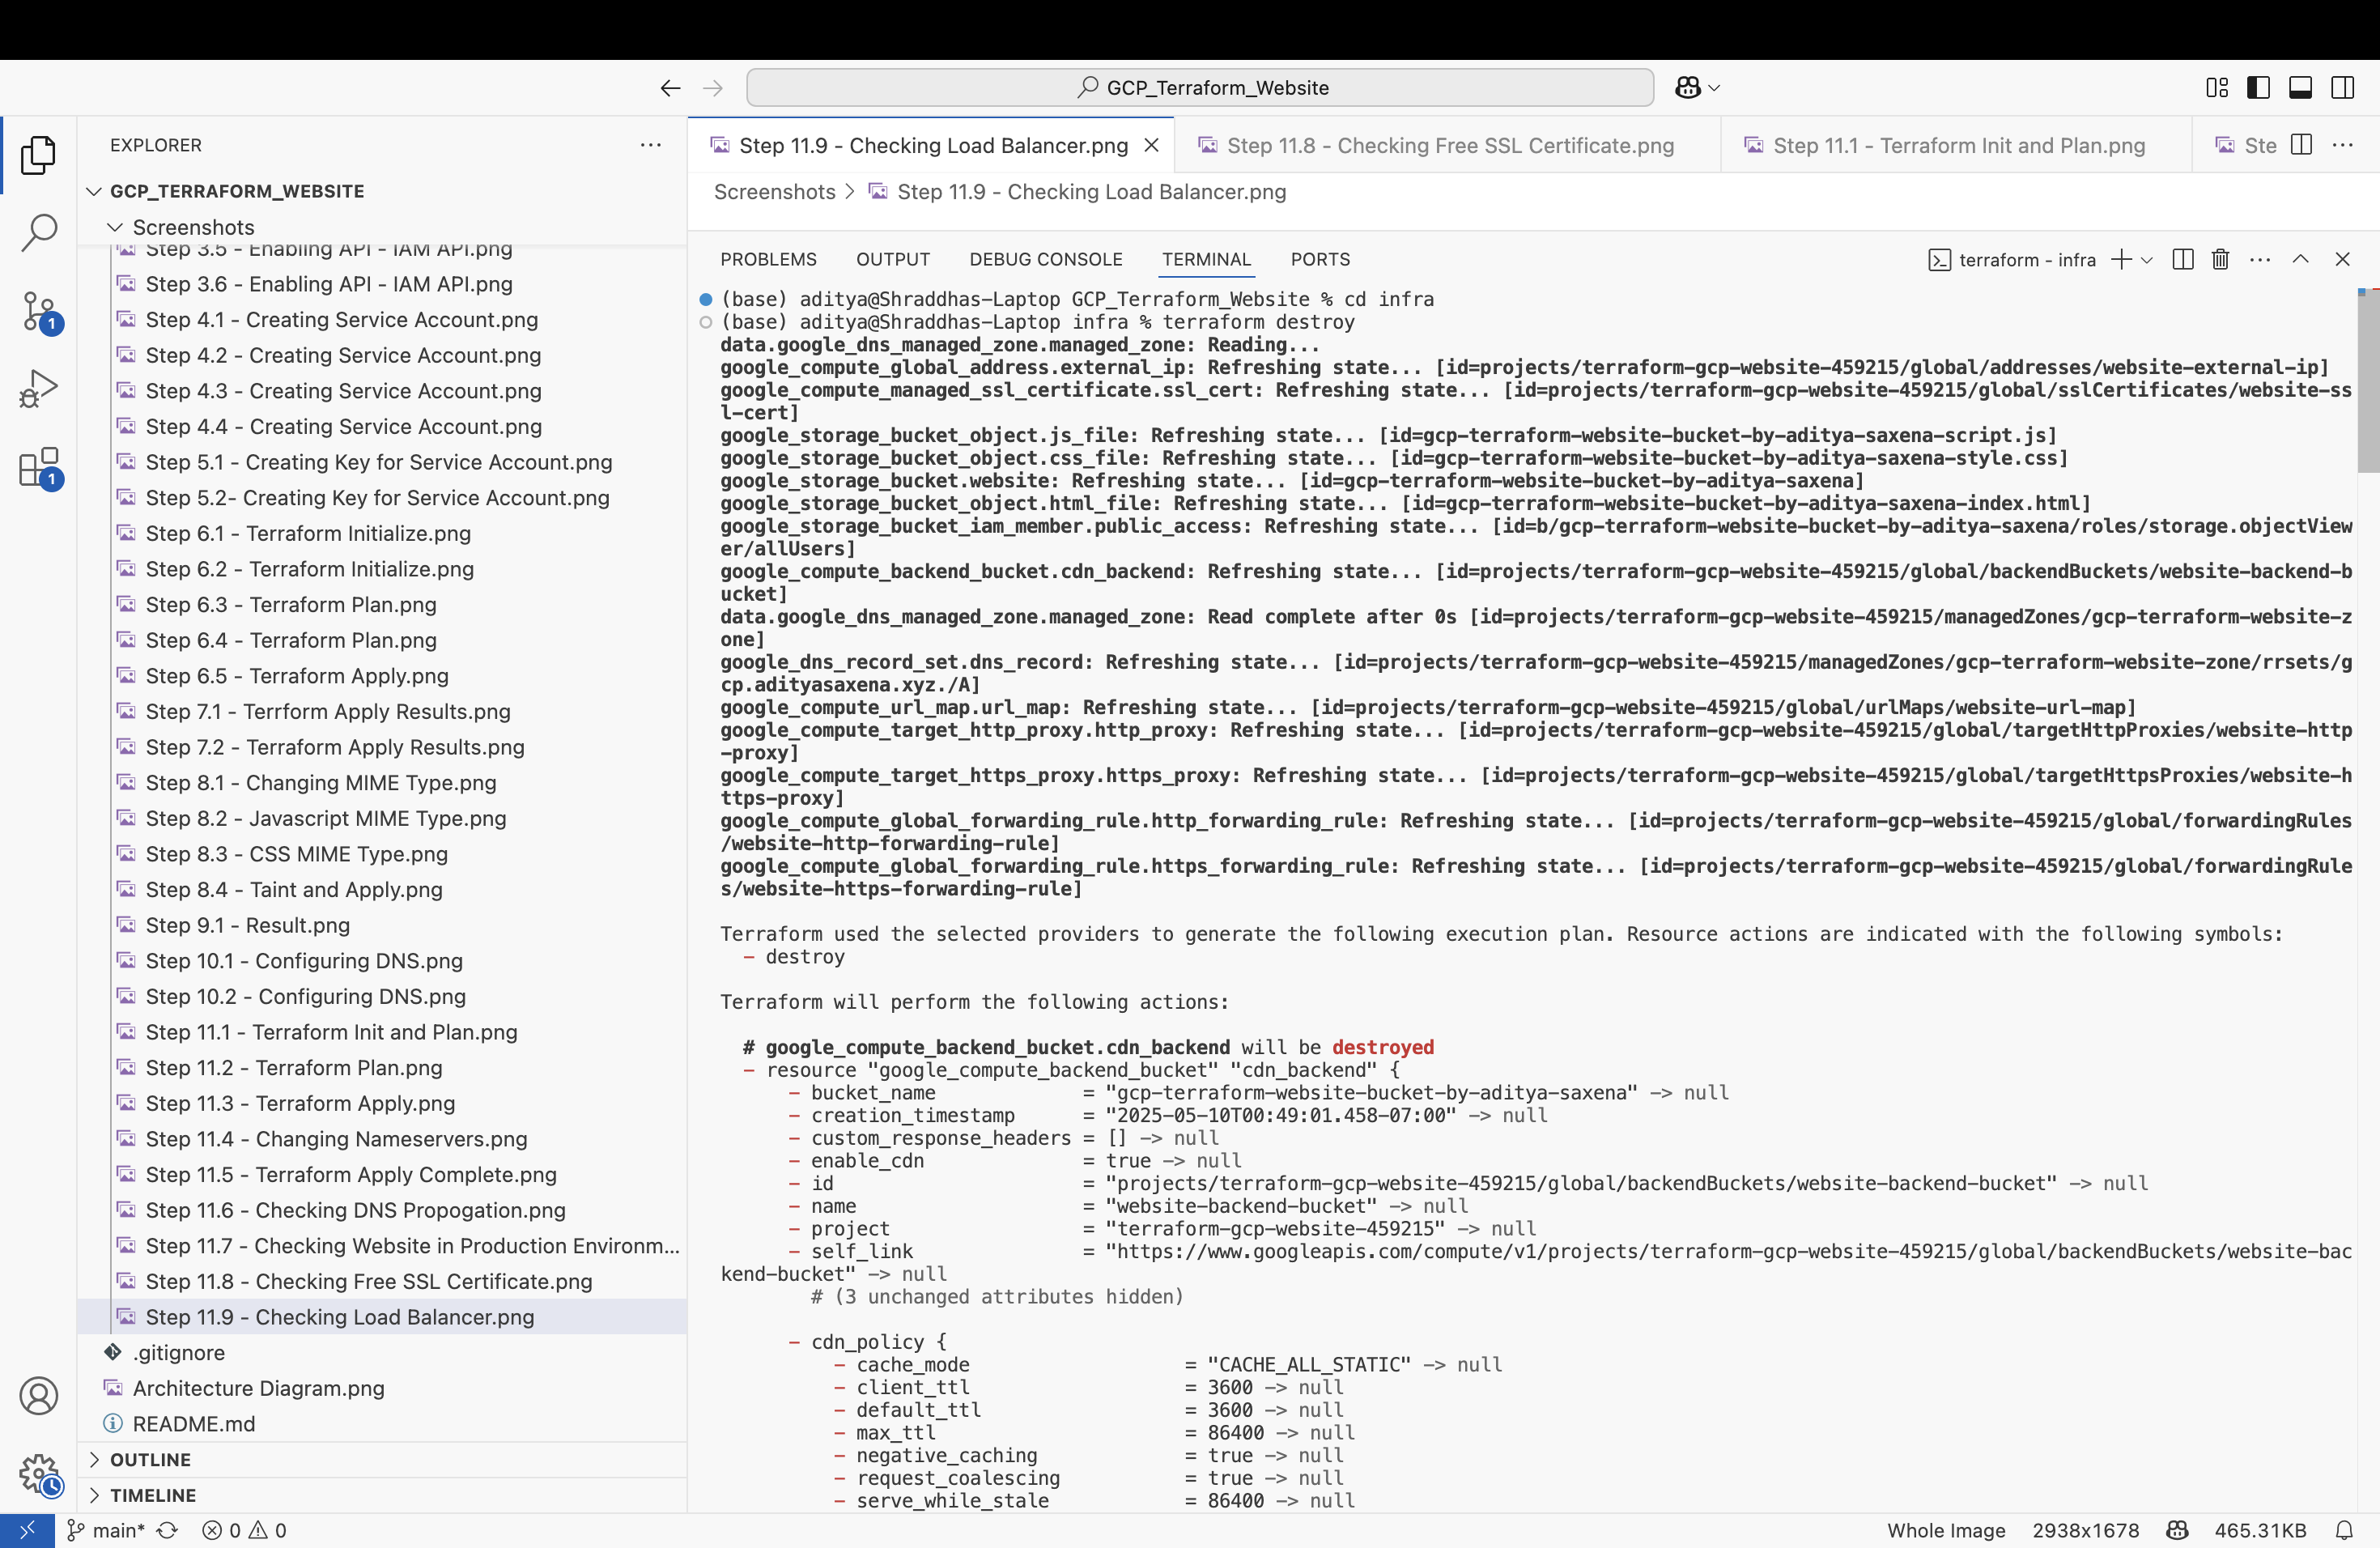 GCP_Terraform_Website
EXPLORER
GCP_TERRAFORM_WEBSITE
Screenshots
Step 3.5 - Enabling API - IAM API.png
Step 3.6 - Enabling API - IAM API.png
Step 4.1 - Creating Service Account.png
Step 4.2 - Creating Service Account.png
Step 4.3 - Creating Service Account.png
Step 4.4 - Creating Service Account.png
Step 5.1 - Creating Key for Service Account.png
Step 5.2- Creating Key for Service Account.png
Step 6.1 - Terraform Initialize.png
Step 6.2 - Terraform Initialize.png
Step 6.3 - Terraform Plan.png
Step 6.4 - Terraform Plan.png
Step 6.5 - Terraform Apply.png
Step 7.1 - Terrform Apply Results.png
Step 7.2 - Terraform Apply Results.png
Step 8.1 - Changing MIME Type.png
Step 8.2 - Javascript MIME Type.png
Step 8.3 - CSS MIME Type.png
Step 8.4 - Taint and Apply.png
Step 9.1 - Result.png
Step 10.1 - Configuring DNS.png
Step 10.2 - Configuring DNS.png
Step 11.1 - Terraform Init and Plan.png
Step 11.2 - Terraform Plan.png
Step 11.3 - Terraform Apply.png
Step 11.4 - Changing Nameservers.png
Step 11.5 - Terraform Apply Complete.png
Step 11.6 - Checking DNS Propogation.png
Step 11.7 - Checking Website in Production Environm...
Step 11.8 - Checking Free SSL Certificate.png
Step 11.9 - Checking Load Balancer.png
.gitignore
Architecture Diagram.png
README.md
OUTLINE
TIMELINE
1
1
Step 11.9 - Checking Load Balancer.png
Step 11.8 - Checking Free SSL Certificate.png
Step 11.1 - Terraform Init and Plan.png
Ste
Screenshots > Step 11.9 - Checking Load Balancer.png
PROBLEMS OUTPUT DEBUG CONSOLE TERMINAL PORTS
terraform - infra
(base) aditya@Shraddhas-Laptop GCP_Terraform_Website % cd infra
(base) aditya@Shraddhas-Laptop infra % terraform destroy
data.google_dns_managed_zone.managed_zone: Reading...
google_compute_global_address.external_ip: Refreshing state... [id=projects/terraform-gcp-website-459215/global/addresses/website-external-ip]
google_compute_managed_ssl_certificate.ssl_cert: Refreshing state... [id=projects/terraform-gcp-website-459215/global/sslCertificates/website-ss
l-cert]
google_storage_bucket_object.js_file: Refreshing state... [id=gcp-terraform-website-bucket-by-aditya-saxena-script.js]
google_storage_bucket_object.css_file: Refreshing state... [id=gcp-terraform-website-bucket-by-aditya-saxena-style.css]
google_storage_bucket.website: Refreshing state... [id=gcp-terraform-website-bucket-by-aditya-saxena]
google_storage_bucket_object.html_file: Refreshing state... [id=gcp-terraform-website-bucket-by-aditya-saxena-index.html]
google_storage_bucket_iam_member.public_access: Refreshing state... [id=b/gcp-terraform-website-bucket-by-aditya-saxena/roles/storage.objectView
er/allUsers]
google_compute_backend_bucket.cdn_backend: Refreshing state... [id=projects/terraform-gcp-website-459215/global/backendBuckets/website-backend-b
ucket]
data.google_dns_managed_zone.managed_zone: Read complete after 0s [id=projects/terraform-gcp-website-459215/managedZones/gcp-terraform-website-z
one]
google_dns_record_set.dns_record: Refreshing state... [id=projects/terraform-gcp-website-459215/managedZones/gcp-terraform-website-zone/rrsets/g
cp.adityasaxena.xyz./A]
google_compute_url_map.url_map: Refreshing state... [id=projects/terraform-gcp-website-459215/global/urlMaps/website-url-map]
google_compute_target_http_proxy.http_proxy: Refreshing state... [id=projects/terraform-gcp-website-459215/global/targetHttpProxies/website-http
-proxy]
google_compute_target_https_proxy.https_proxy: Refreshing state... [id=projects/terraform-gcp-website-459215/global/targetHttpsProxies/website-h
ttps-proxy]
google_compute_global_forwarding_rule.http_forwarding_rule: Refreshing state... [id=projects/terraform-gcp-website-459215/global/forwardingRules
/website-http-forwarding-rule]
google_compute_global_forwarding_rule.https_forwarding_rule: Refreshing state... [id=projects/terraform-gcp-website-459215/global/forwardingRule
s/website-https-forwarding-rule]
Terraform used the selected providers to generate the following execution plan. Resource actions are indicated with the following symbols:
- destroy
Terraform will perform the following actions:
# google_compute_backend_bucket.cdn_backend will be destroyed
- resource "google_compute_backend_bucket" "cdn_backend" {
- bucket_name = "gcp-terraform-website-bucket-by-aditya-saxena" -> null
- creation_timestamp = "2025-05-10T00:49:01.458-07:00" -> null
- custom_response_headers = [] -> null
- enable_cdn = true -> null
- id = "projects/terraform-gcp-website-459215/global/backendBuckets/website-backend-bucket" -> null
- name = "website-backend-bucket" -> null
- project = "terraform-gcp-website-459215" -> null
- self_link = "https://www.googleapis.com/compute/v1/projects/terraform-gcp-website-459215/global/backendBuckets/website-bac
kend-bucket" -> null
# (3 unchanged attributes hidden)
- cdn_policy {
- cache_mode = "CACHE_ALL_STATIC" -> null
- client_ttl = 3600 -> null
- default_ttl = 3600 -> null
- max_ttl = 86400 -> null
- negative_caching = true -> null
- request_coalescing = true -> null
- serve_while_stale = 86400 -> null
main* 0 0 Whole Image 2938x1678 465.31KB